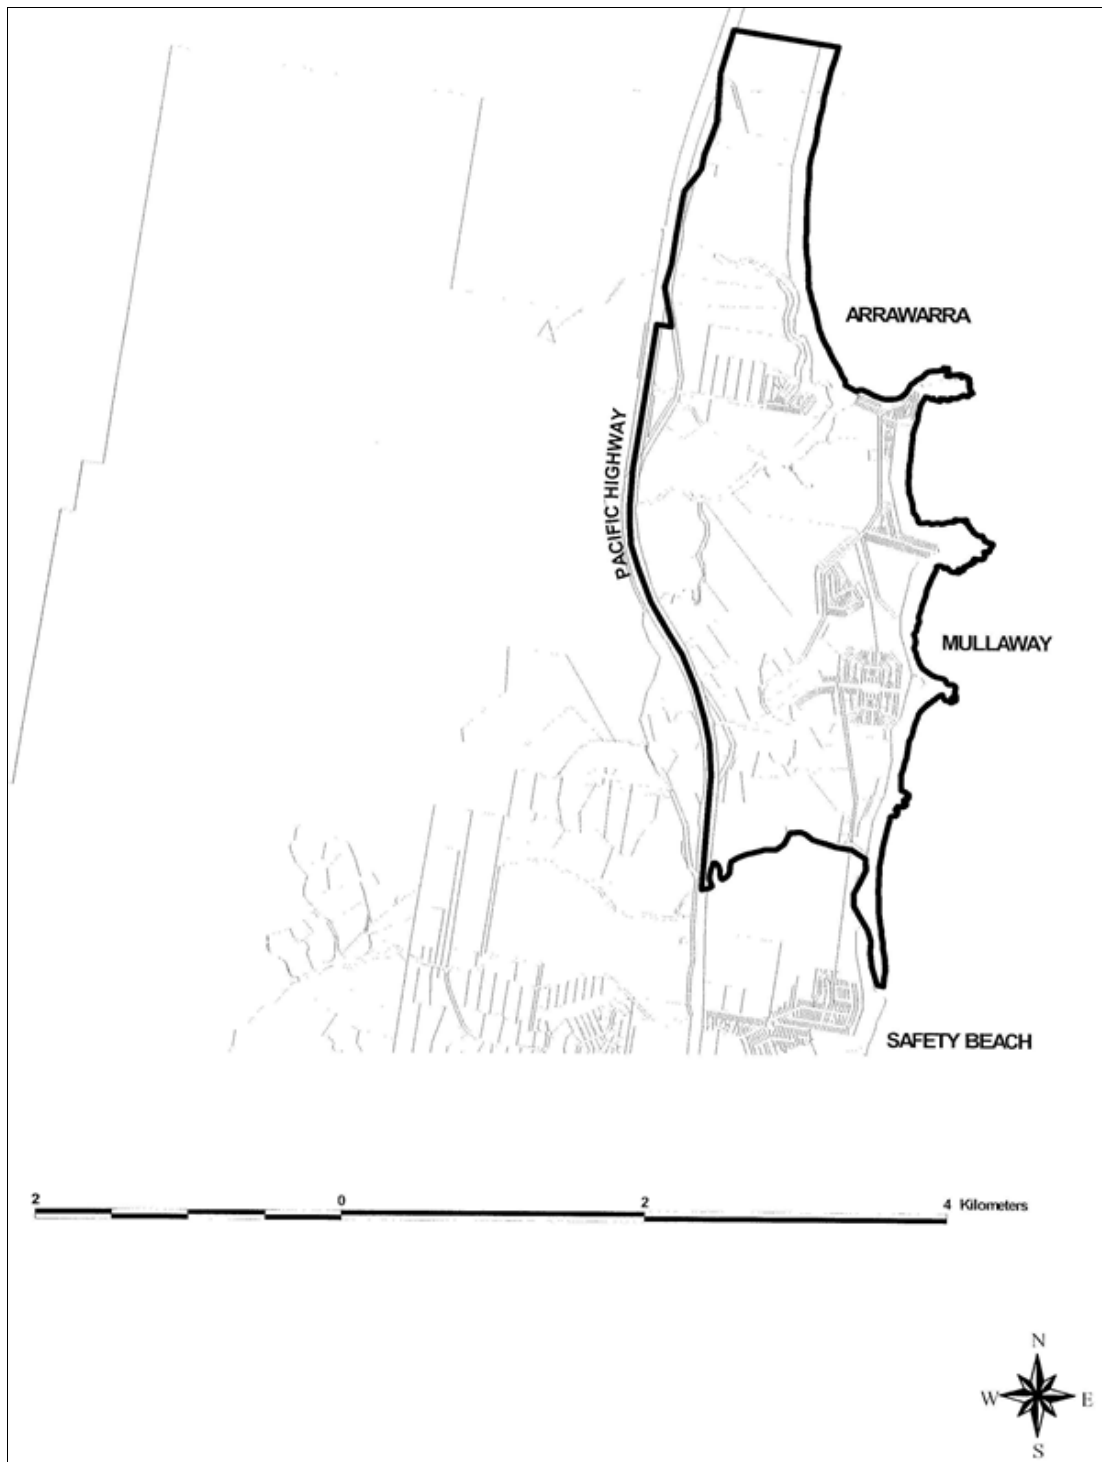 ARRAWARRA
PACIFIC HIGHWAY
MULLAWAY
SAFETY BEACH
2 0 2 4 Kilometers
N
W E
S